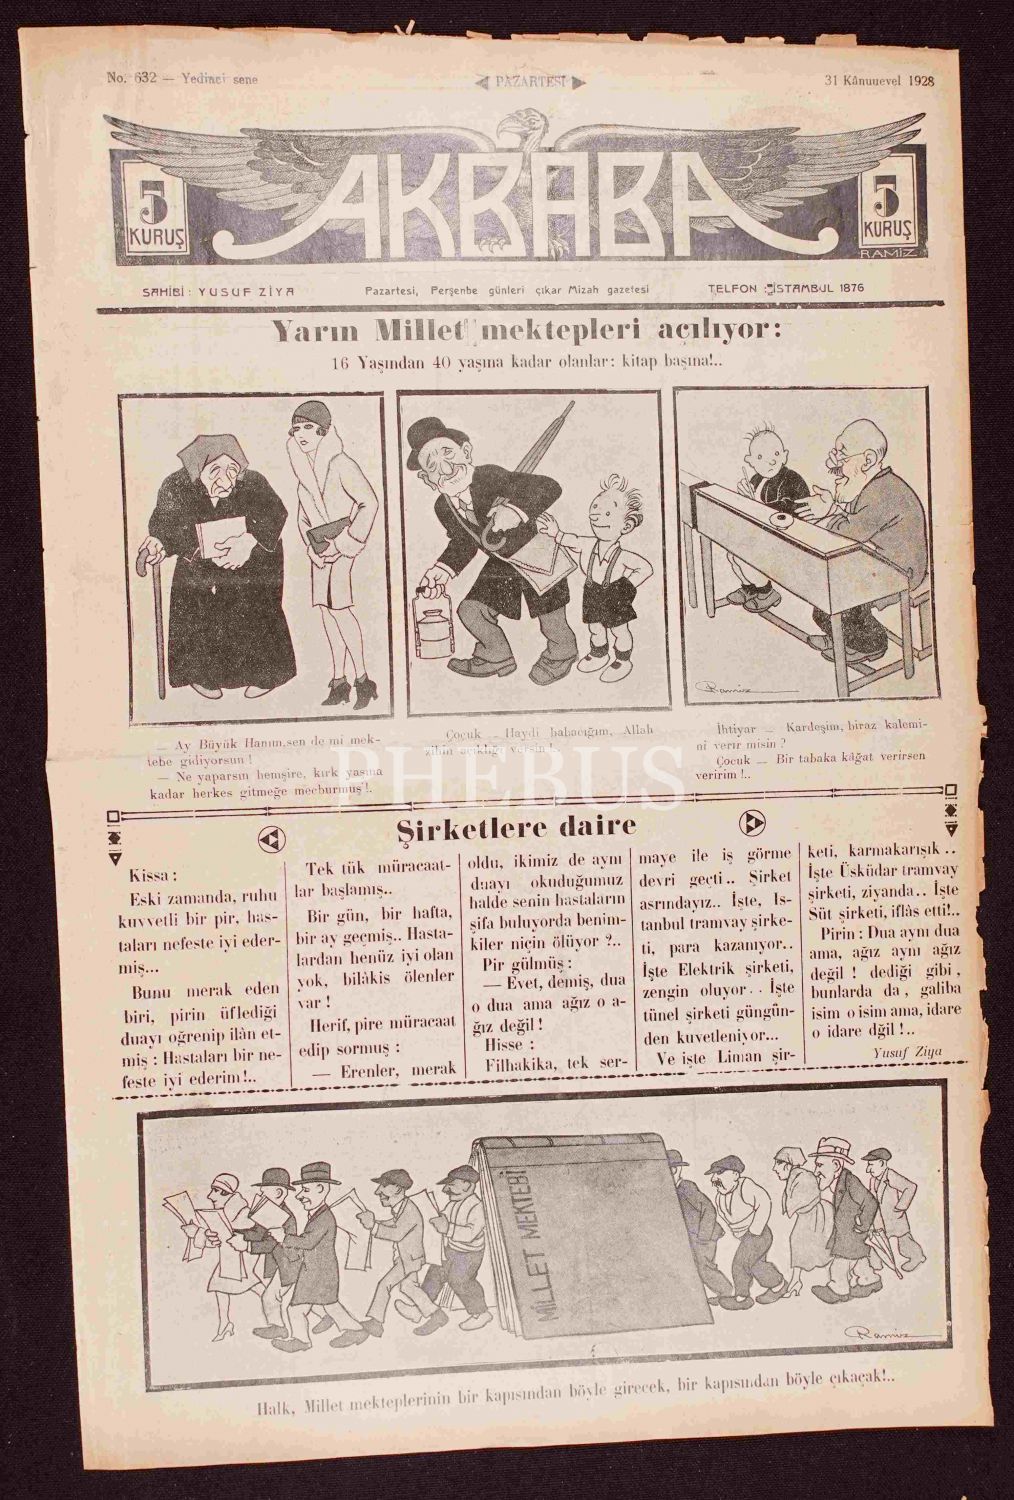 No. 632 — Yedinci sene
PAZARTESİ
31 Kânunuevel 1928
AKBABA
5
KURUŞ
5
KURUŞ
RAMİZ
SAHİBİ: YUSUF ZİYA
Pazartesi, Perşenbe günleri çıkar Mizah gazetesi
TELFON : İSTAMBUL 1876
Yarın Millet mektepleri açılıyor:
16 Yaşından 40 yaşına kadar olanlar: kitap başına!..
Ramiz
— Ay Büyük Hanım, sen de mi mek-
tebe gidiyorsun !
— Ne yaparsın hemşire, kırk yaşına
kadar herkes gitmeğe mecburmuş !.
Çocuk — Haydi babacığım, Allah
zihin açıklığı versin !..
İhtiyar — Kardeşim, biraz kalemi-
ni verir misin ?
Çocuk — Bir tabaka kâğat verirsen
veririm !..
PHEBUS
Şirketlere daire
Kissa :
Eski zamanda, ruhu
kuvvetli bir pir, has-
taları nefeste iyi eder-
miş...
Bunu merak eden
biri, pirin üflediği
duayı oğrenip ilân et-
miş : Hastaları bir ne-
feste iyi ederim !..
Tek tük müracaat-
lar başlamış..
Bir gün, bir hafta,
bir ay geçmiş.. Hasta-
lardan henüz iyi olan
yok, bilâkis ölenler
var !
Herif, pire müracaat
edip sormuş :
— Erenler, merak
oldu, ikimiz de aynı
duayı okuduğumuz
halde senin hastaların
şifa buluyorda benim-
kiler niçin ölüyor ?..
Pir gülmüş :
— Evet, demiş, dua
o dua ama ağız o a-
ğız değil !
Hisse :
Filhakika, tek ser-
maye ile iş görme
devri geçti.. Şirket
asrındayız.. İşte, İs-
tanbul tramvay şirke-
ti, para kazanıyor..
İşte Elektrik şirketi,
zengin oluyor.. İşte
tünel şirketi güngün-
den kuvetleniyor...
Ve işte Liman şir-
keti, karmakarışık ..
İşte Üsküdar tramvay
şirketi, ziyanda.. İşte
Süt şirketi, iflâs etti!..
Pirin : Dua aynı dua
ama, ağız aynı ağız
değil ! dediği gibi ,
bunlarda da , galiba
isim o isim ama, idare
o idare dğil !..
Yusuf Ziya
MİLLET MEKTEBİ
Ramiz
Halk, Millet mekteplerinin bir kapısından böyle girecek, bir kapısından böyle çıkaçak!..